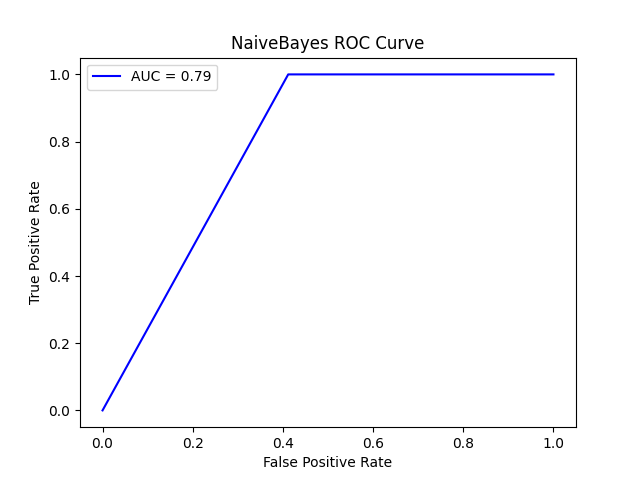 NaiveBayes ROC Curve
AUC = 0.79
1.0
0.8
0.6
0.4
0.2
0.0
True Positive Rate
0.0 0.2 0.4 0.6 0.8 1.0
False Positive Rate